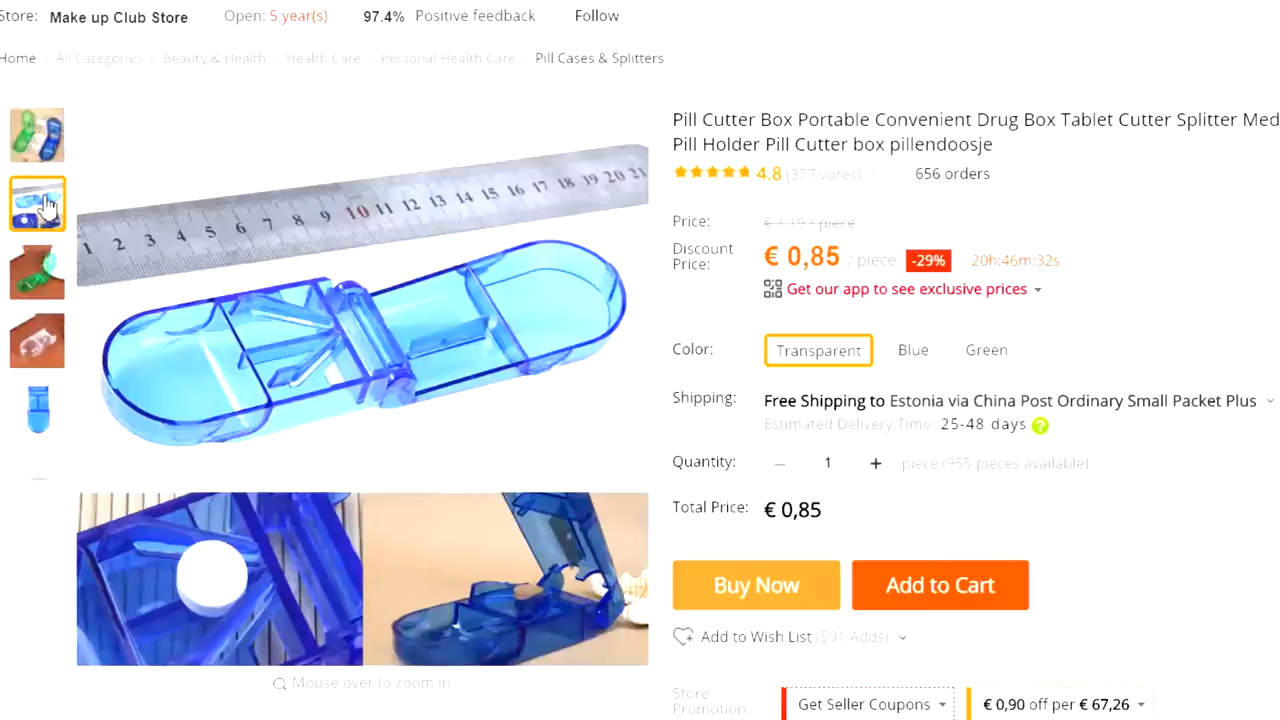 Store: Make up Club Store Open: 5 year(s) 97.4% Positive feedback Follow
Home All Categories Beauty & Health Health Care Personal Health Care Pill Cases & Splitters
Pill Cutter Box Portable Convenient Drug Box Tablet Cutter Splitter Med
Pill Holder Pill Cutter box pillendoosje
4.8 (377 votes) 656 orders
1 2 3 4 5 6 7 8 9 10 11 12 13 14 15 16 17 18 19 20 21
Price: € 1,19 / piece
Discount
Price: € 0,85 / piece -29% 20h:46m:32s
Get our app to see exclusive prices
Color: Transparent Blue Green
Shipping: Free Shipping to Estonia via China Post Ordinary Small Packet Plus
Estimated Delivery Time: 25-48 days ?
Quantity: – 1 + piece (955 pieces available)
Total Price: € 0,85
Buy Now Add to Cart
Add to Wish List (591 Adds)
Mouse over to zoom in
Store
Promotion: Get Seller Coupons € 0,90 off per € 67,26